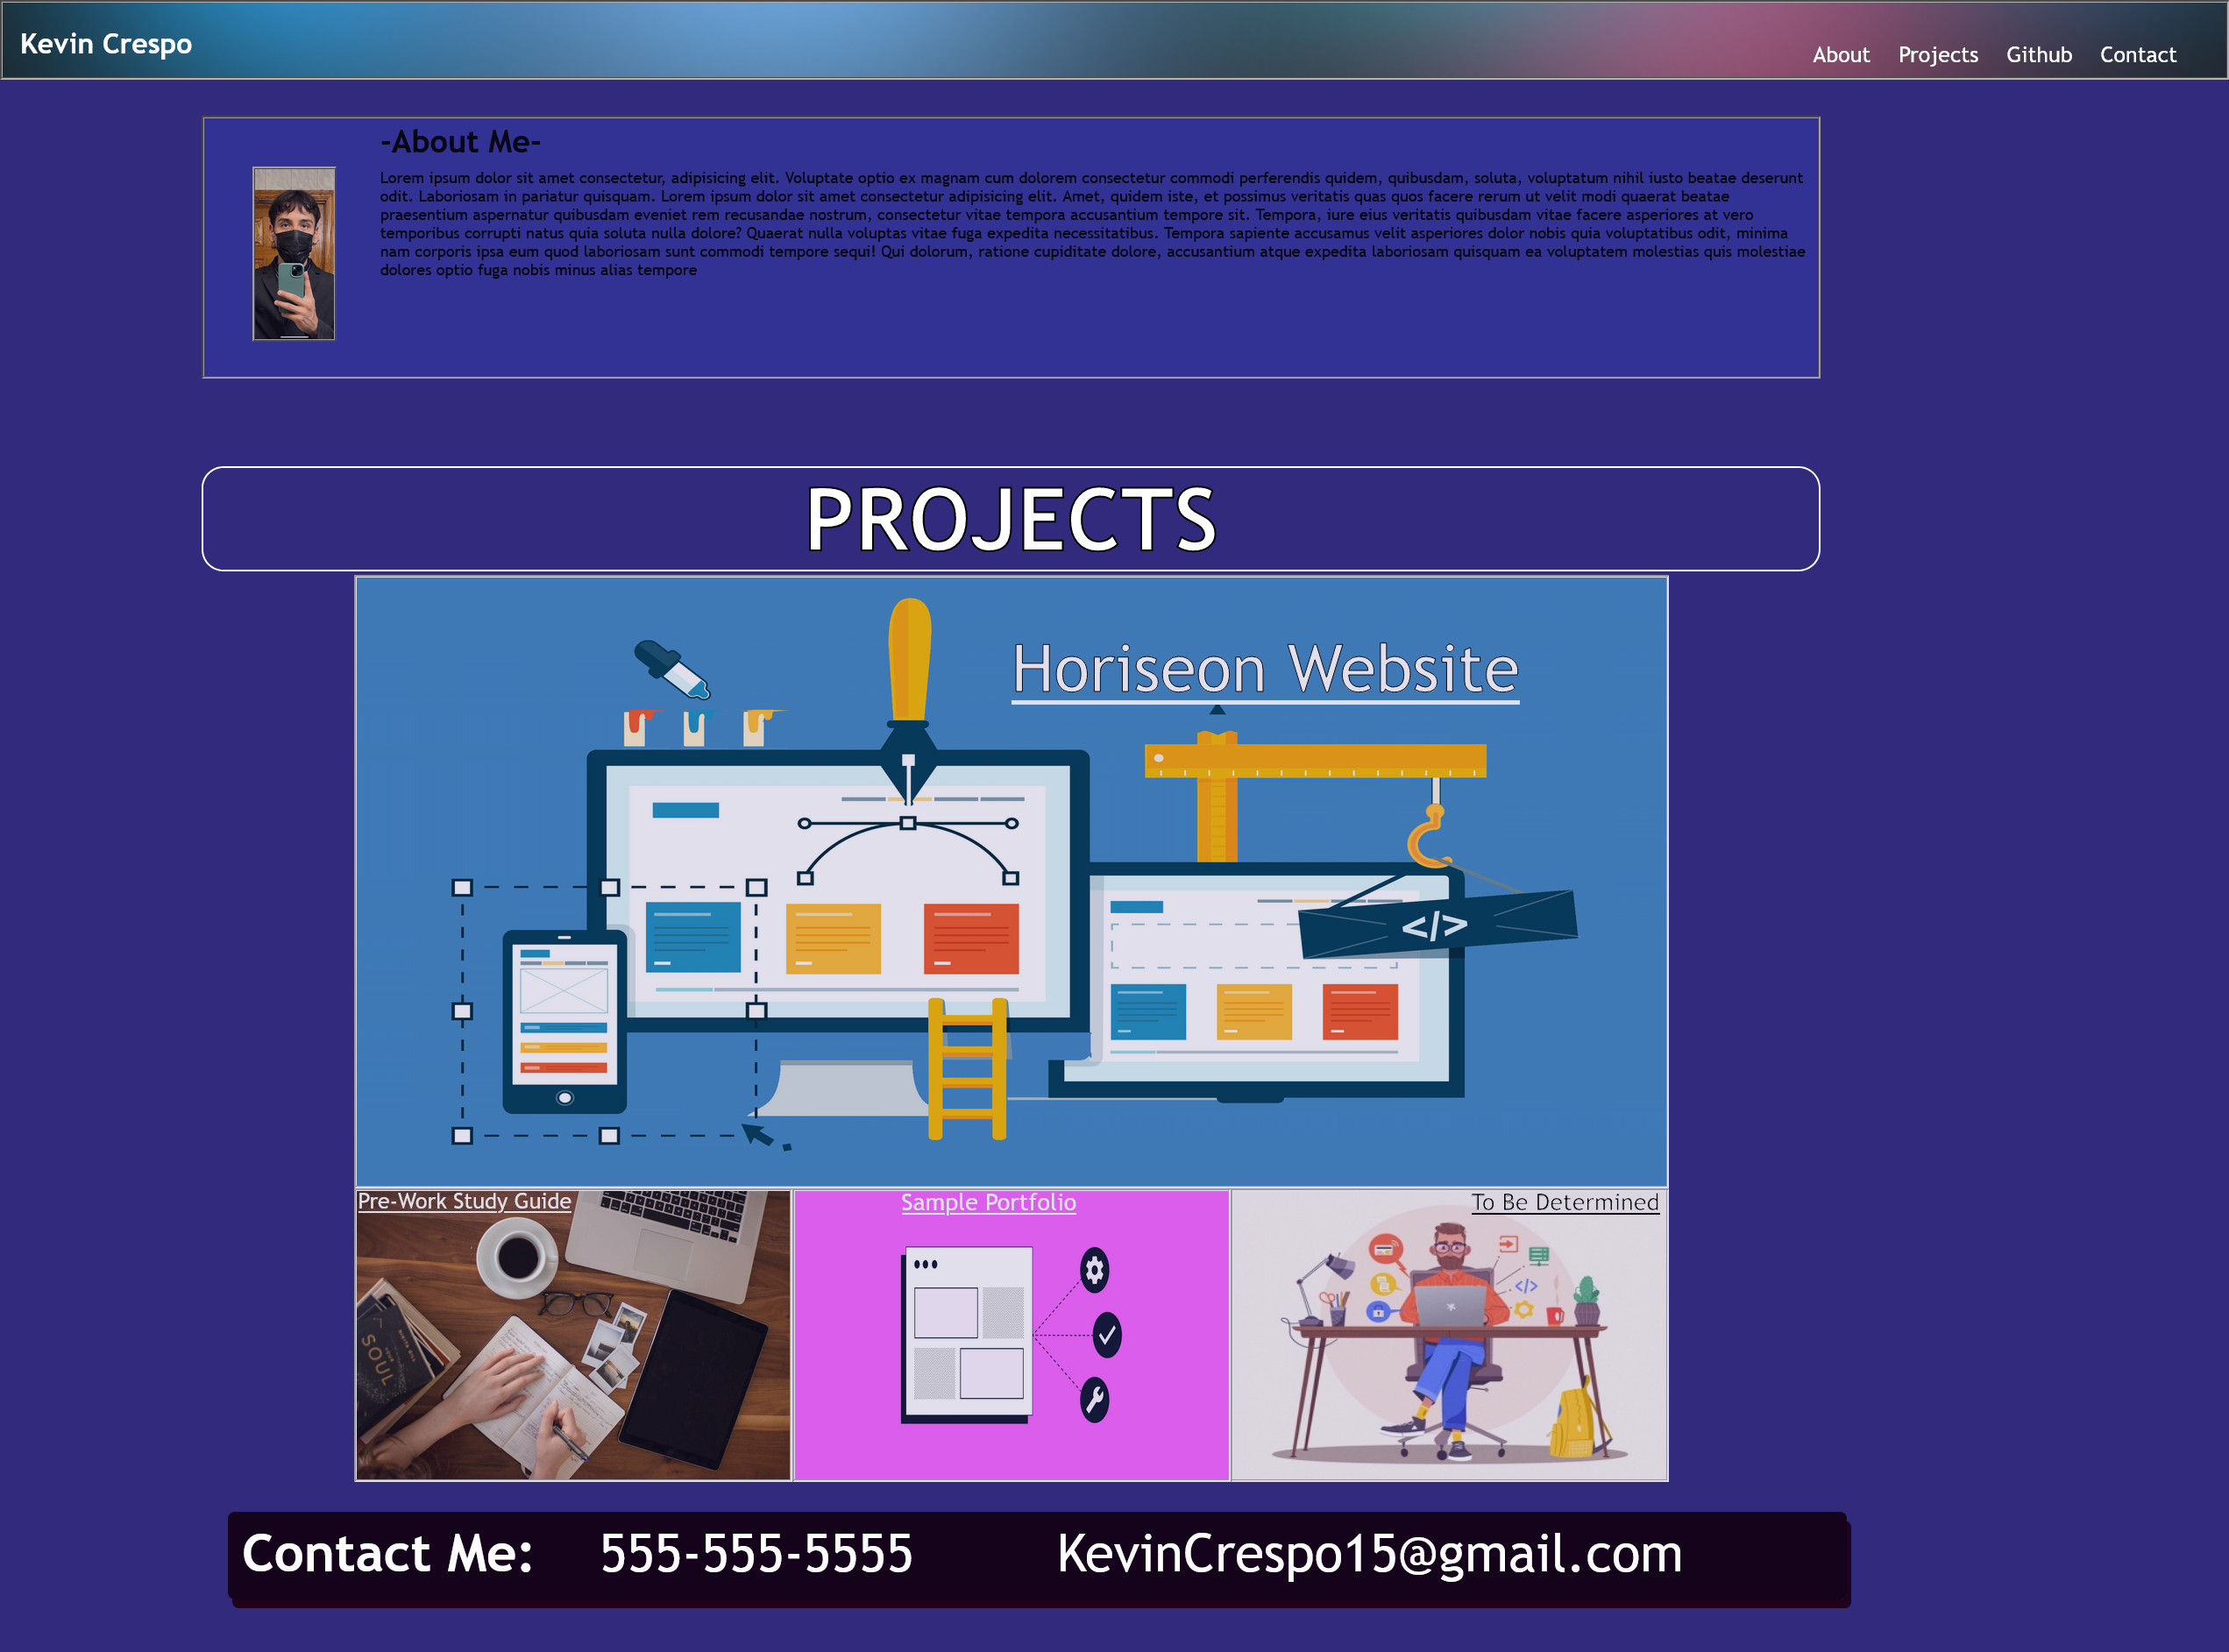 Kevin Crespo
About Projects Github Contact
-About Me-
Lorem ipsum dolor sit amet consectetur, adipisicing elit. Voluptate optio ex magnam cum dolorem consectetur commodi perferendis quidem, quibusdam, soluta, voluptatum nihil iusto beatae deserunt
odit. Laboriosam in pariatur quisquam. Lorem ipsum dolor sit amet consectetur adipisicing elit. Amet, quidem iste, et possimus veritatis quas quos facere rerum ut velit modi quaerat beatae
praesentium aspernatur quibusdam eveniet rem recusandae nostrum, consectetur vitae tempora accusantium tempore sit. Tempora, iure eius veritatis quibusdam vitae facere asperiores at vero
temporibus corrupti natus quia soluta nulla dolore? Quaerat nulla voluptas vitae fuga expedita necessitatibus. Tempora sapiente accusamus velit asperiores dolor nobis quia voluptatibus odit, minima
nam corporis ipsa eum quod laboriosam sunt commodi tempore sequi! Qui dolorum, ratione cupiditate dolore, accusantium atque expedita laboriosam quisquam ea voluptatem molestias quis molestiae
dolores optio fuga nobis minus alias tempore
PROJECTS
Horiseon Website
</>
Pre-Work Study Guide
Sample Portfolio
To Be Determined
</>
SOUL
Contact Me: 555-555-5555 KevinCrespo15@gmail.com